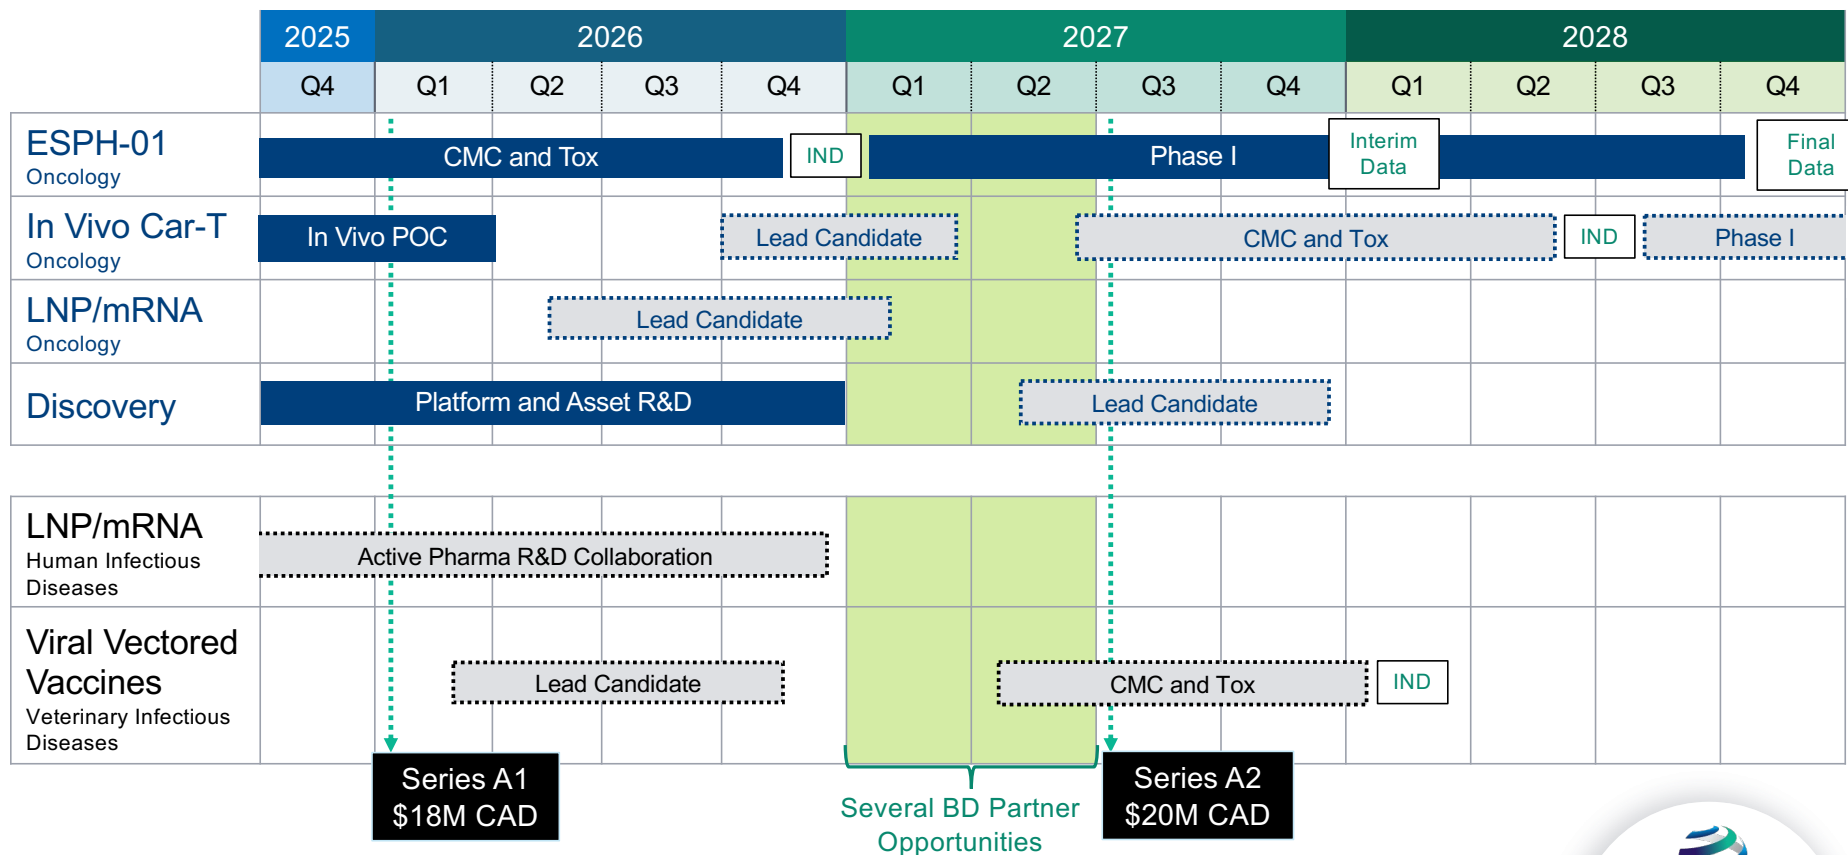 2025 2026 2027 2028
Q4 Q1 Q2 Q3 Q4 Q1 Q2 Q3 Q4 Q1 Q2 Q3 Q4
ESPH-01
Oncology
CMC and Tox
IND
Phase I
Interim
Data
Final
Data
In Vivo Car-T
Oncology
In Vivo POC
Lead Candidate
CMC and Tox
IND
Phase I
LNP/mRNA
Oncology
Lead Candidate
Discovery
Platform and Asset R&D
Lead Candidate
LNP/mRNA
Human Infectious
Diseases
Active Pharma R&D Collaboration
Viral Vectored
Vaccines
Veterinary Infectious
Diseases
Lead Candidate
CMC and Tox
IND
Series A1
$18M CAD
Several BD Partner
Opportunities
Series A2
$20M CAD